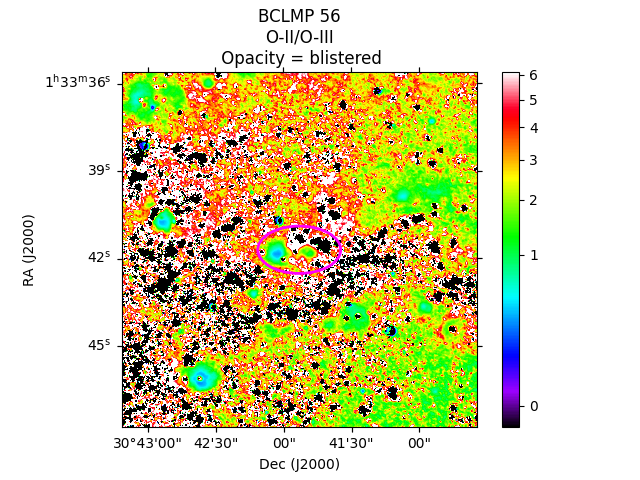 BCLMP 56
O-II/O-III
Opacity = blistered
1ʰ33ᵐ36ˢ
39ˢ
42ˢ
45ˢ
RA (J2000)
30°43'00" 42'30" 00" 41'30" 00"
Dec (J2000)
6
5
4
3
2
1
0